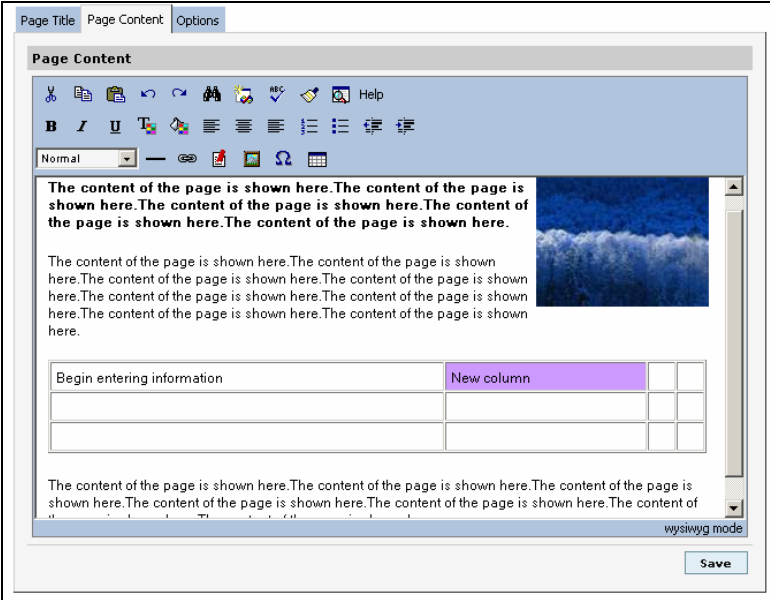 Page Title Page Content Options
Page Content
ABC Help
B I U T
Normal Ω
The content of the page is shown here.The content of the page is
shown here.The content of the page is shown here.The content of
the page is shown here.The content of the page is shown here.
The content of the page is shown here.The content of the page is shown
here.The content of the page is shown here.The content of the page is shown
here.The content of the page is shown here.The content of the page is shown
here.The content of the page is shown here.The content of the page is shown
here.
Begin entering information New column
The content of the page is shown here.The content of the page is shown here.The content of the page is
shown here.The content of the page is shown here.The content of the page is shown here.The content of
wysiwyg mode
Save